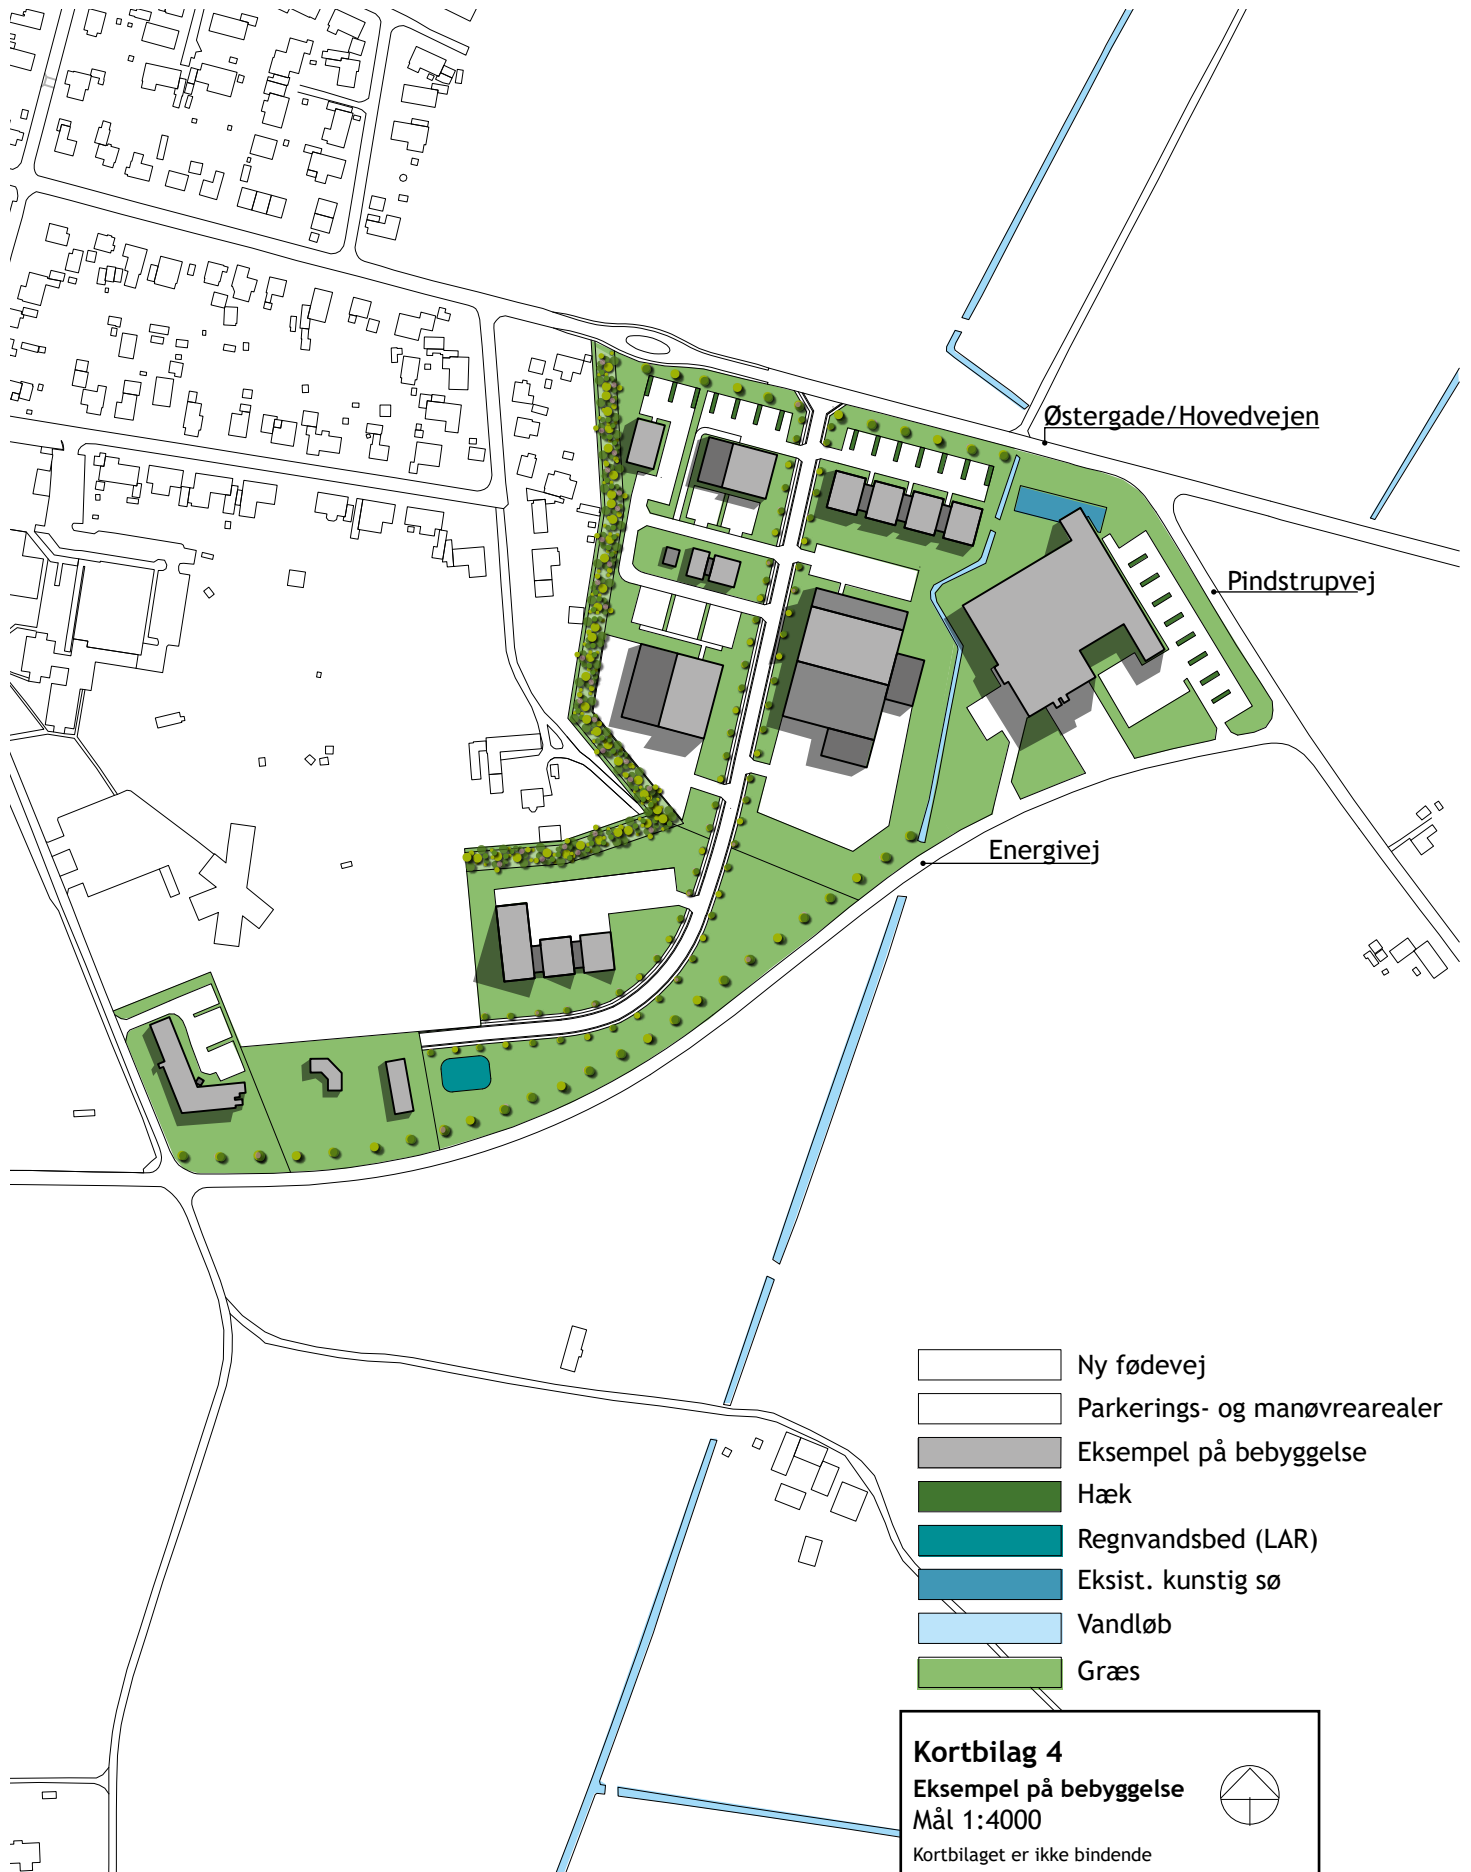 Østergade/Hovedvejen
Pindstrupvej
Energivej
Ny fødevej
Parkerings- og manøvrearealer
Eksempel på bebyggelse
Hæk
Regnvandsbed (LAR)
Eksist. kunstig sø
Vandløb
Græs
Kortbilag 4
Eksempel på bebyggelse
Mål 1:4000
Kortbilaget er ikke bindende